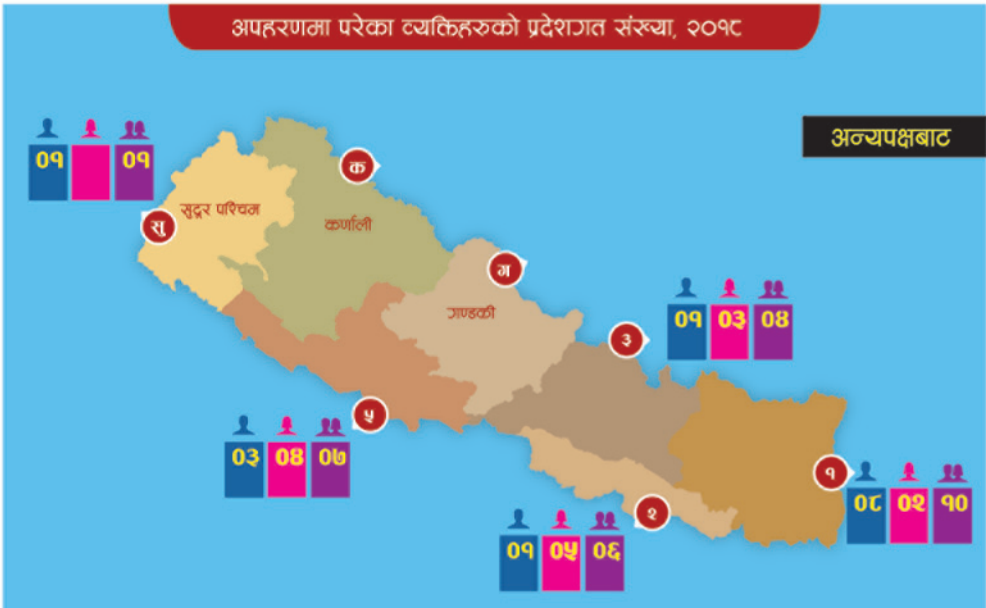 अपहरणमा परेका व्यक्तिहरुको प्रदेशगत संख्या, २०१८
अन्यपक्षबाट
०१ ०१
सु
सुदूर पश्चिम
क
कर्णाली
ग
गण्डकी
३
०१ ०३ ०४
५
०३ ०४ ०७
१
०८ ०२ १०
२
०१ ०५ ०६